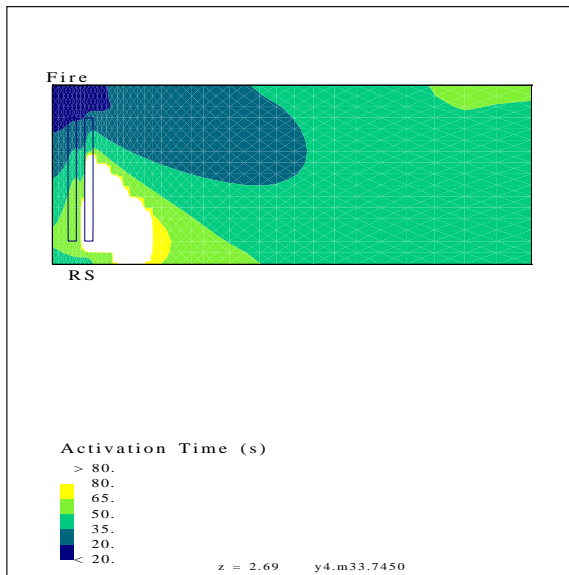 Fire
RS
Activation Time (s)
> 80.
80.
65.
50.
35.
20.
< 20.
z = 2.69 y4.m33.7450